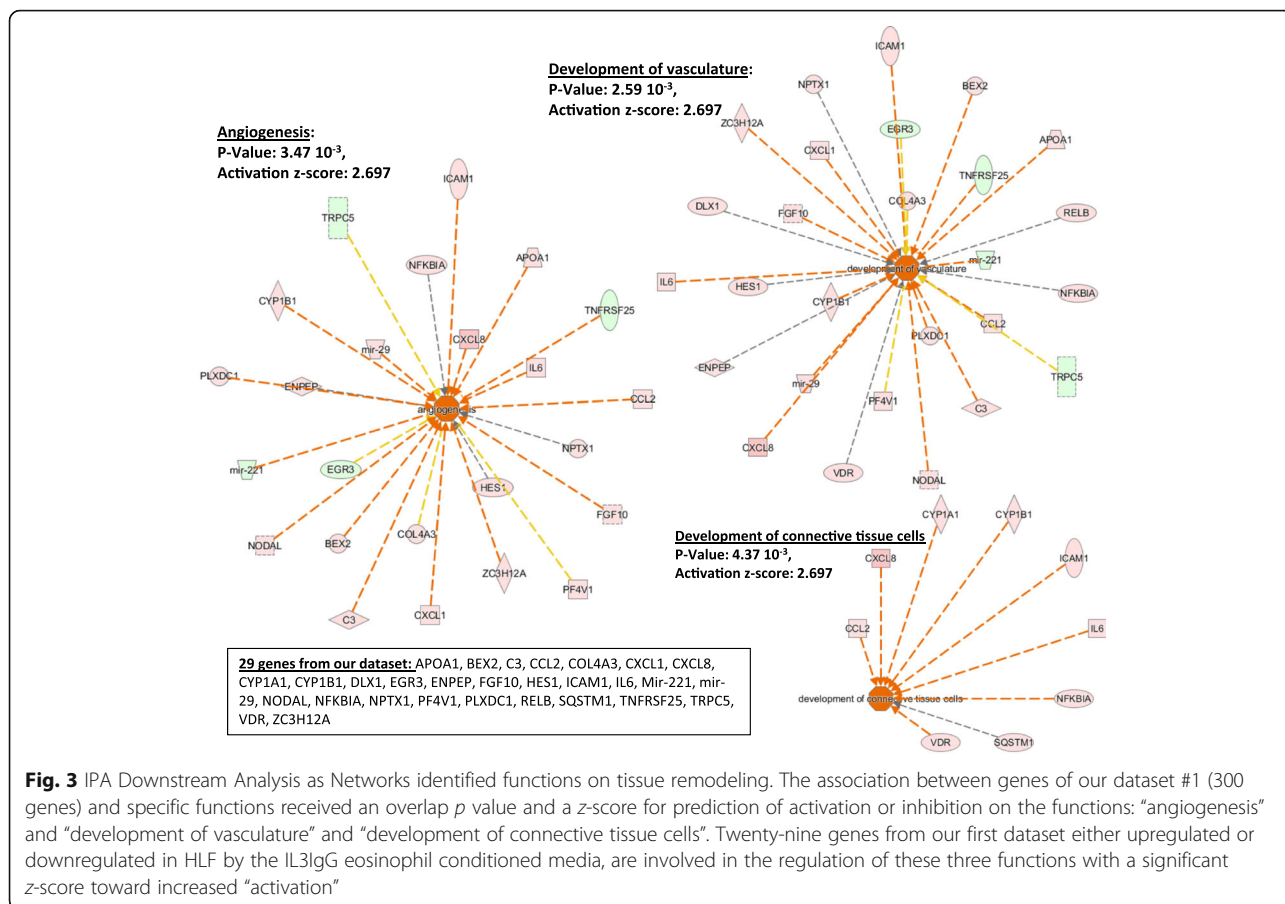 Angiogenesis:
P-Value: 3.47 10-3,
Activation z-score: 2.697
ICAM1
TRPC5
NFKBIA
APOA1
CYP1B1
TNFRSF25
mir-29
CXCL8
PLXDC1
ENPEP
IL6
CCL2
angiogenesis
NPTX1
mir-221
EGR3
HES1
FGF10
NODAL
BEX2
COL4A3
ZC3H12A
PF4V1
C3
CXCL1
Development of vasculature:
P-Value: 2.59 10-3,
Activation z-score: 2.697
ICAM1
NPTX1
BEX2
ZC3H12A
EGR3
CXCL1
APOA1
TNFRSF25
DLX1
FGF10
COL4A3
RELB
mir-221
development of vasculature
IL6
HES1
NFKBIA
CYP1B1
CCL2
PLXDC1
ENPEP
TRPC5
mir-29
PF4V1
C3
CXCL8
VDR
NODAL
Development of connective tissue cells
P-Value: 4.37 10-3,
Activation z-score: 2.697
CYP1A1
CYP1B1
CXCL8
ICAM1
CCL2
IL6
development of connective tissue cells
NFKBIA
VDR
SQSTM1
29 genes from our dataset: APOA1, BEX2, C3, CCL2, COL4A3, CXCL1, CXCL8,
CYP1A1, CYP1B1, DLX1, EGR3, ENPEP, FGF10, HES1, ICAM1, IL6, Mir-221, mir-
29, NODAL, NFKBIA, NPTX1, PF4V1, PLXDC1, RELB, SQSTM1, TNFRSF25, TRPC5,
VDR, ZC3H12A
Fig. 3 IPA Downstream Analysis as Networks identified functions on tissue remodeling. The association between genes of our dataset #1 (300
genes) and specific functions received an overlap p value and a z-score for prediction of activation or inhibition on the functions: “angiogenesis”
and “development of vasculature” and “development of connective tissue cells”. Twenty-nine genes from our first dataset either upregulated or
downregulated in HLF by the IL3IgG eosinophil conditioned media, are involved in the regulation of these three functions with a significant
z-score toward increased “activation”